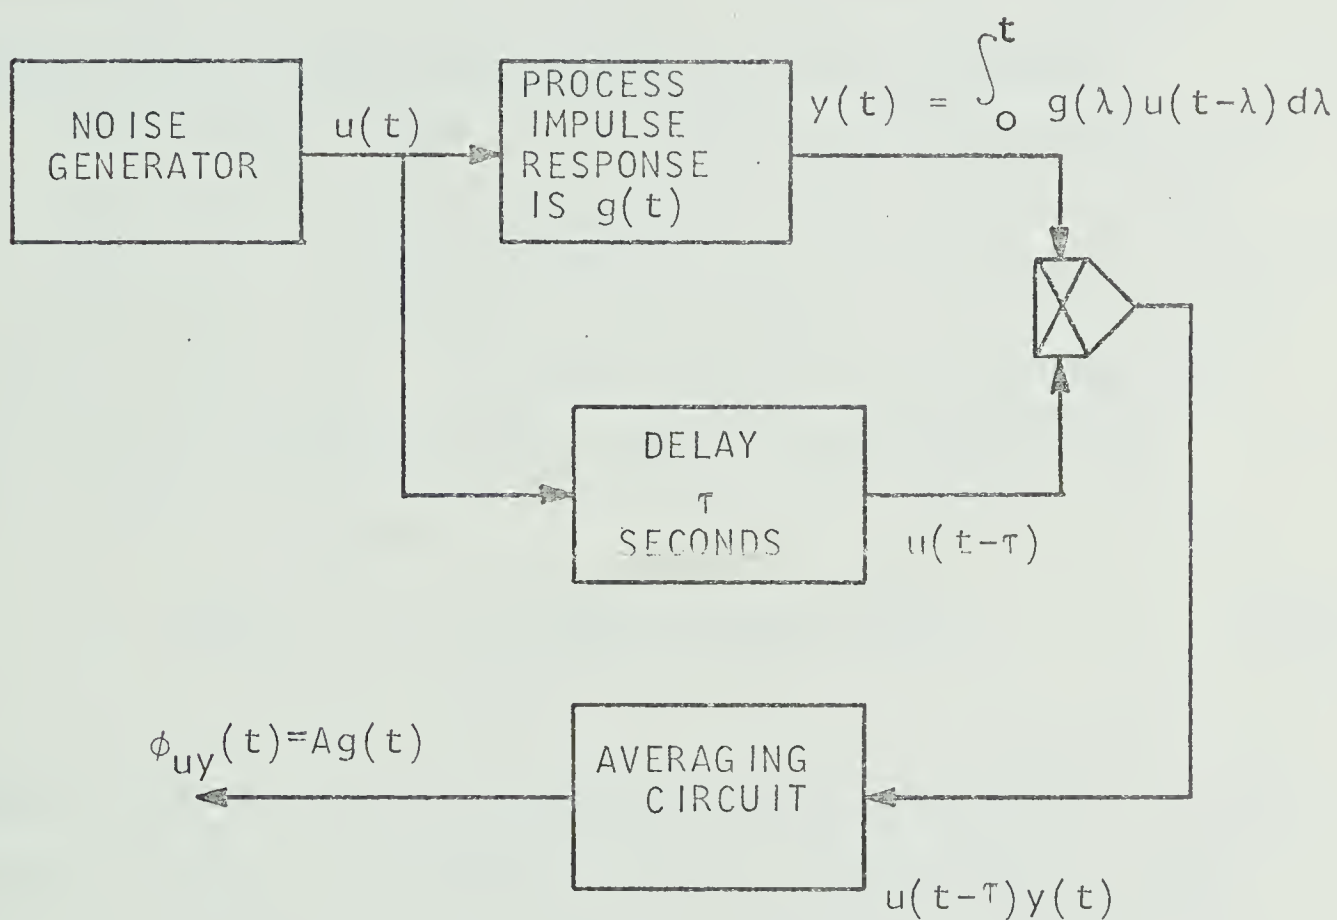 NOISE
GENERATOR
u(t)
PROCESS
IMPULSE
RESPONSE
IS g(t)
y(t) = ∫₀ᵗ g(λ)u(t-λ)dλ
DELAY
τ
SECONDS
u(t-τ)
ϕuy(t)=Ag(t)
AVERAGING
CIRCUIT
u(t-τ)y(t)